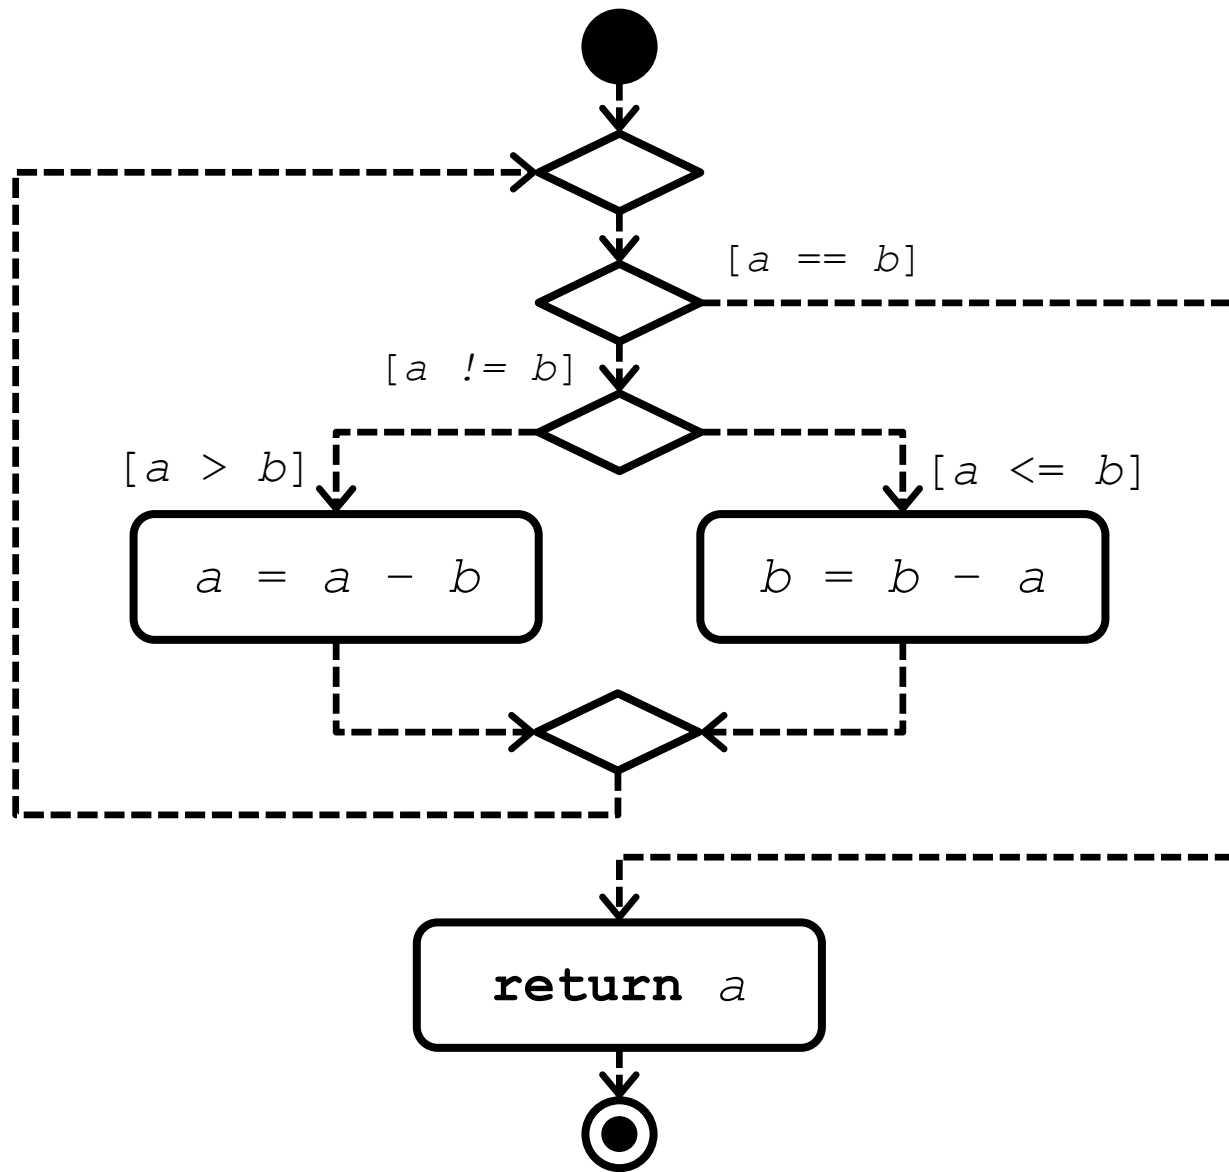 [a == b]
[a != b]
[a > b]
[a <= b]
a = a - b
b = b - a
return a